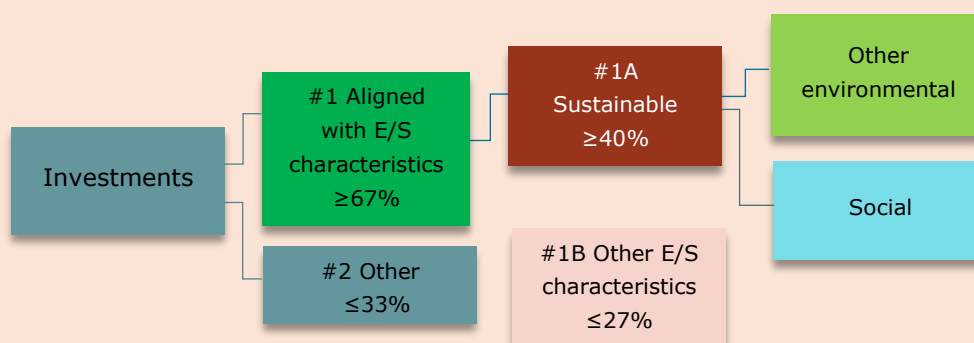 Investments
#1 Aligned
with E/S
characteristics
≥67%
#2 Other
≤33%
#1A
Sustainable
≥40%
#1B Other E/S
characteristics
≤27%
Other
environmental
Social